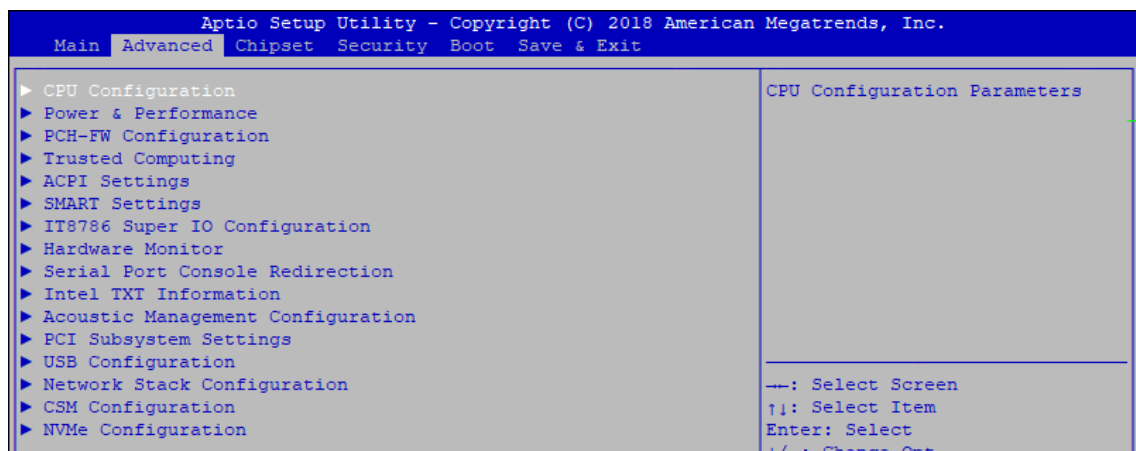 Aptio Setup Utility – Copyright (C) 2018 American Megatrends, Inc.
Main Advanced Chipset Security Boot Save & Exit
► CPU Configuration
► Power & Performance
► PCH-FW Configuration
► Trusted Computing
► ACPI Settings
► SMART Settings
► IT8786 Super IO Configuration
► Hardware Monitor
► Serial Port Console Redirection
► Intel TXT Information
► Acoustic Management Configuration
► PCI Subsystem Settings
► USB Configuration
► Network Stack Configuration
► CSM Configuration
► NVMe Configuration
CPU Configuration Parameters
→←: Select Screen
↑↓: Select Item
Enter: Select
+/-: Change Opt.